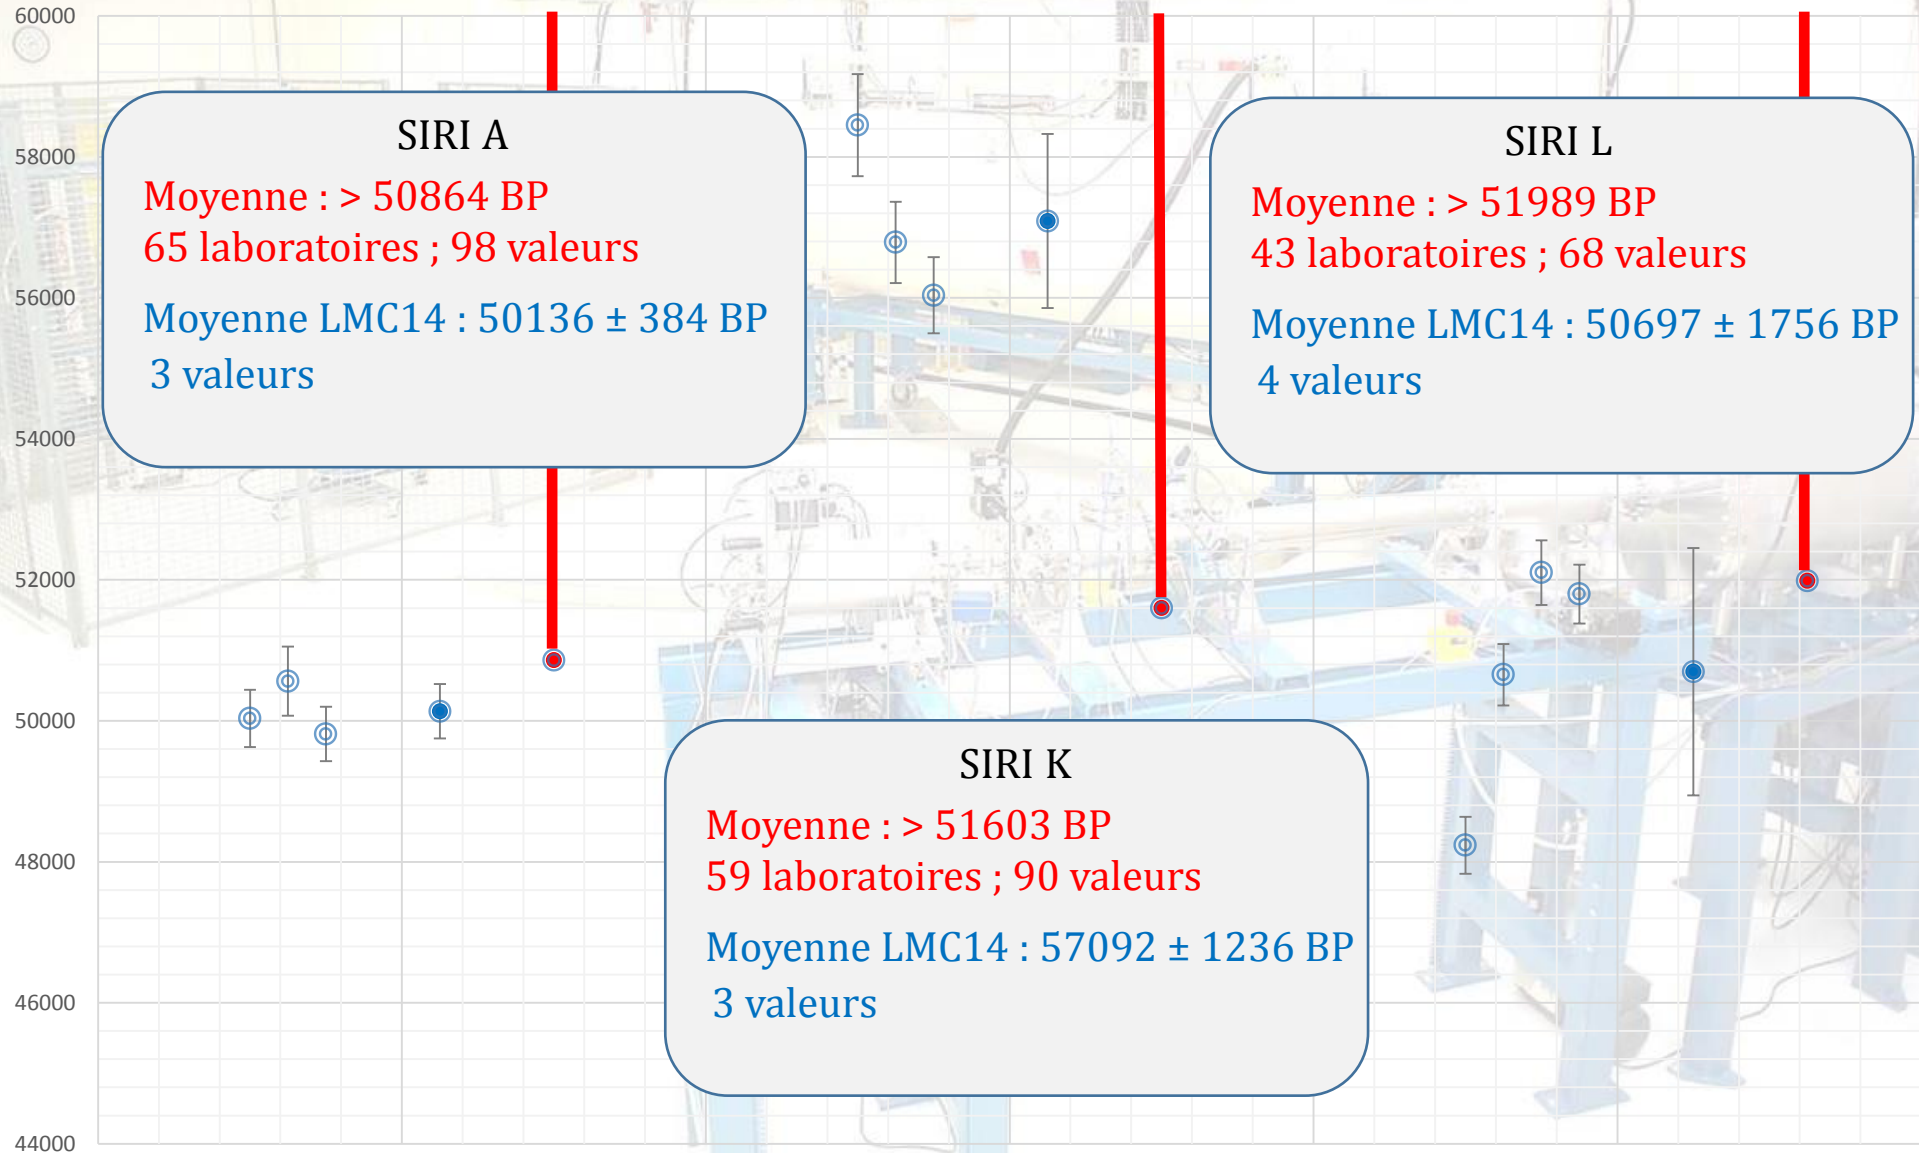 60000
58000
56000
54000
52000
50000
48000
46000
44000
SIRI A
Moyenne : > 50864 BP
65 laboratoires ; 98 valeurs
Moyenne LMC14 : 50136 ± 384 BP
3 valeurs
SIRI L
Moyenne : > 51989 BP
43 laboratoires ; 68 valeurs
Moyenne LMC14 : 50697 ± 1756 BP
4 valeurs
SIRI K
Moyenne : > 51603 BP
59 laboratoires ; 90 valeurs
Moyenne LMC14 : 57092 ± 1236 BP
3 valeurs